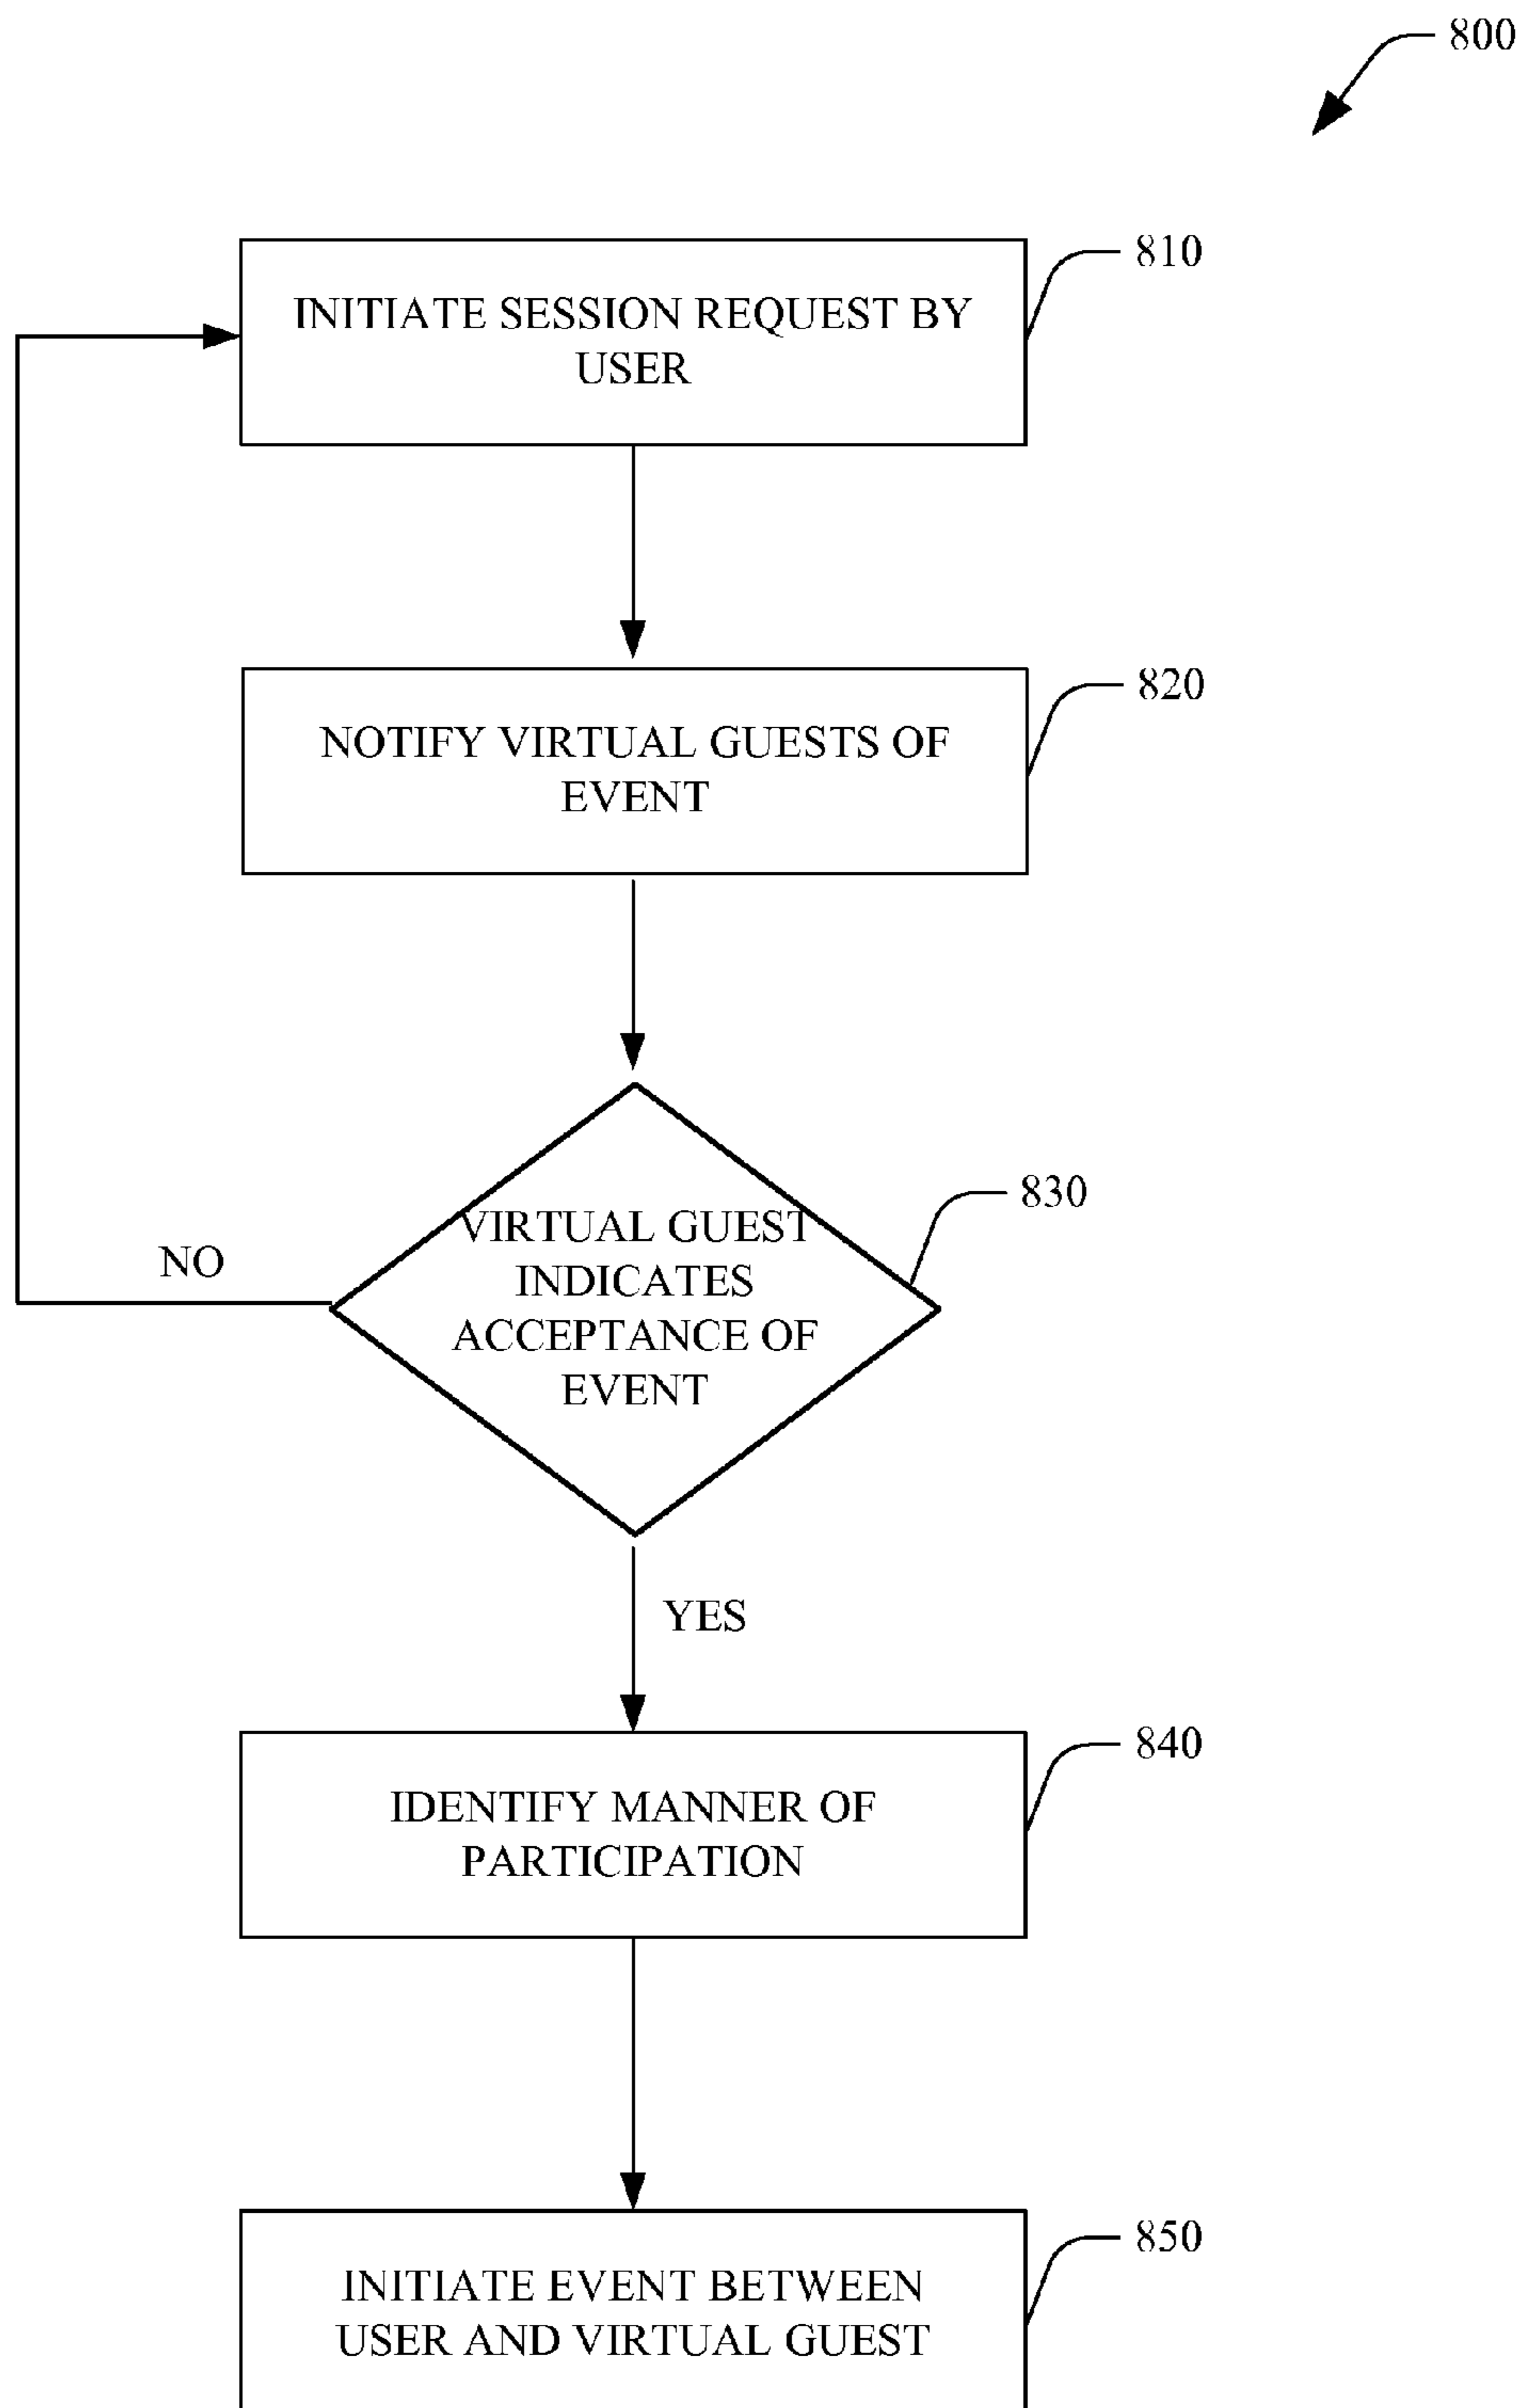 800
810
INITIATE SESSION REQUEST BY
USER
820
NOTIFY VIRTUAL GUESTS OF
EVENT
830
VIRTUAL GUEST
INDICATES
ACCEPTANCE OF
EVENT
NO
YES
840
IDENTIFY MANNER OF
PARTICIPATION
850
INITIATE EVENT BETWEEN
USER AND VIRTUAL GUEST